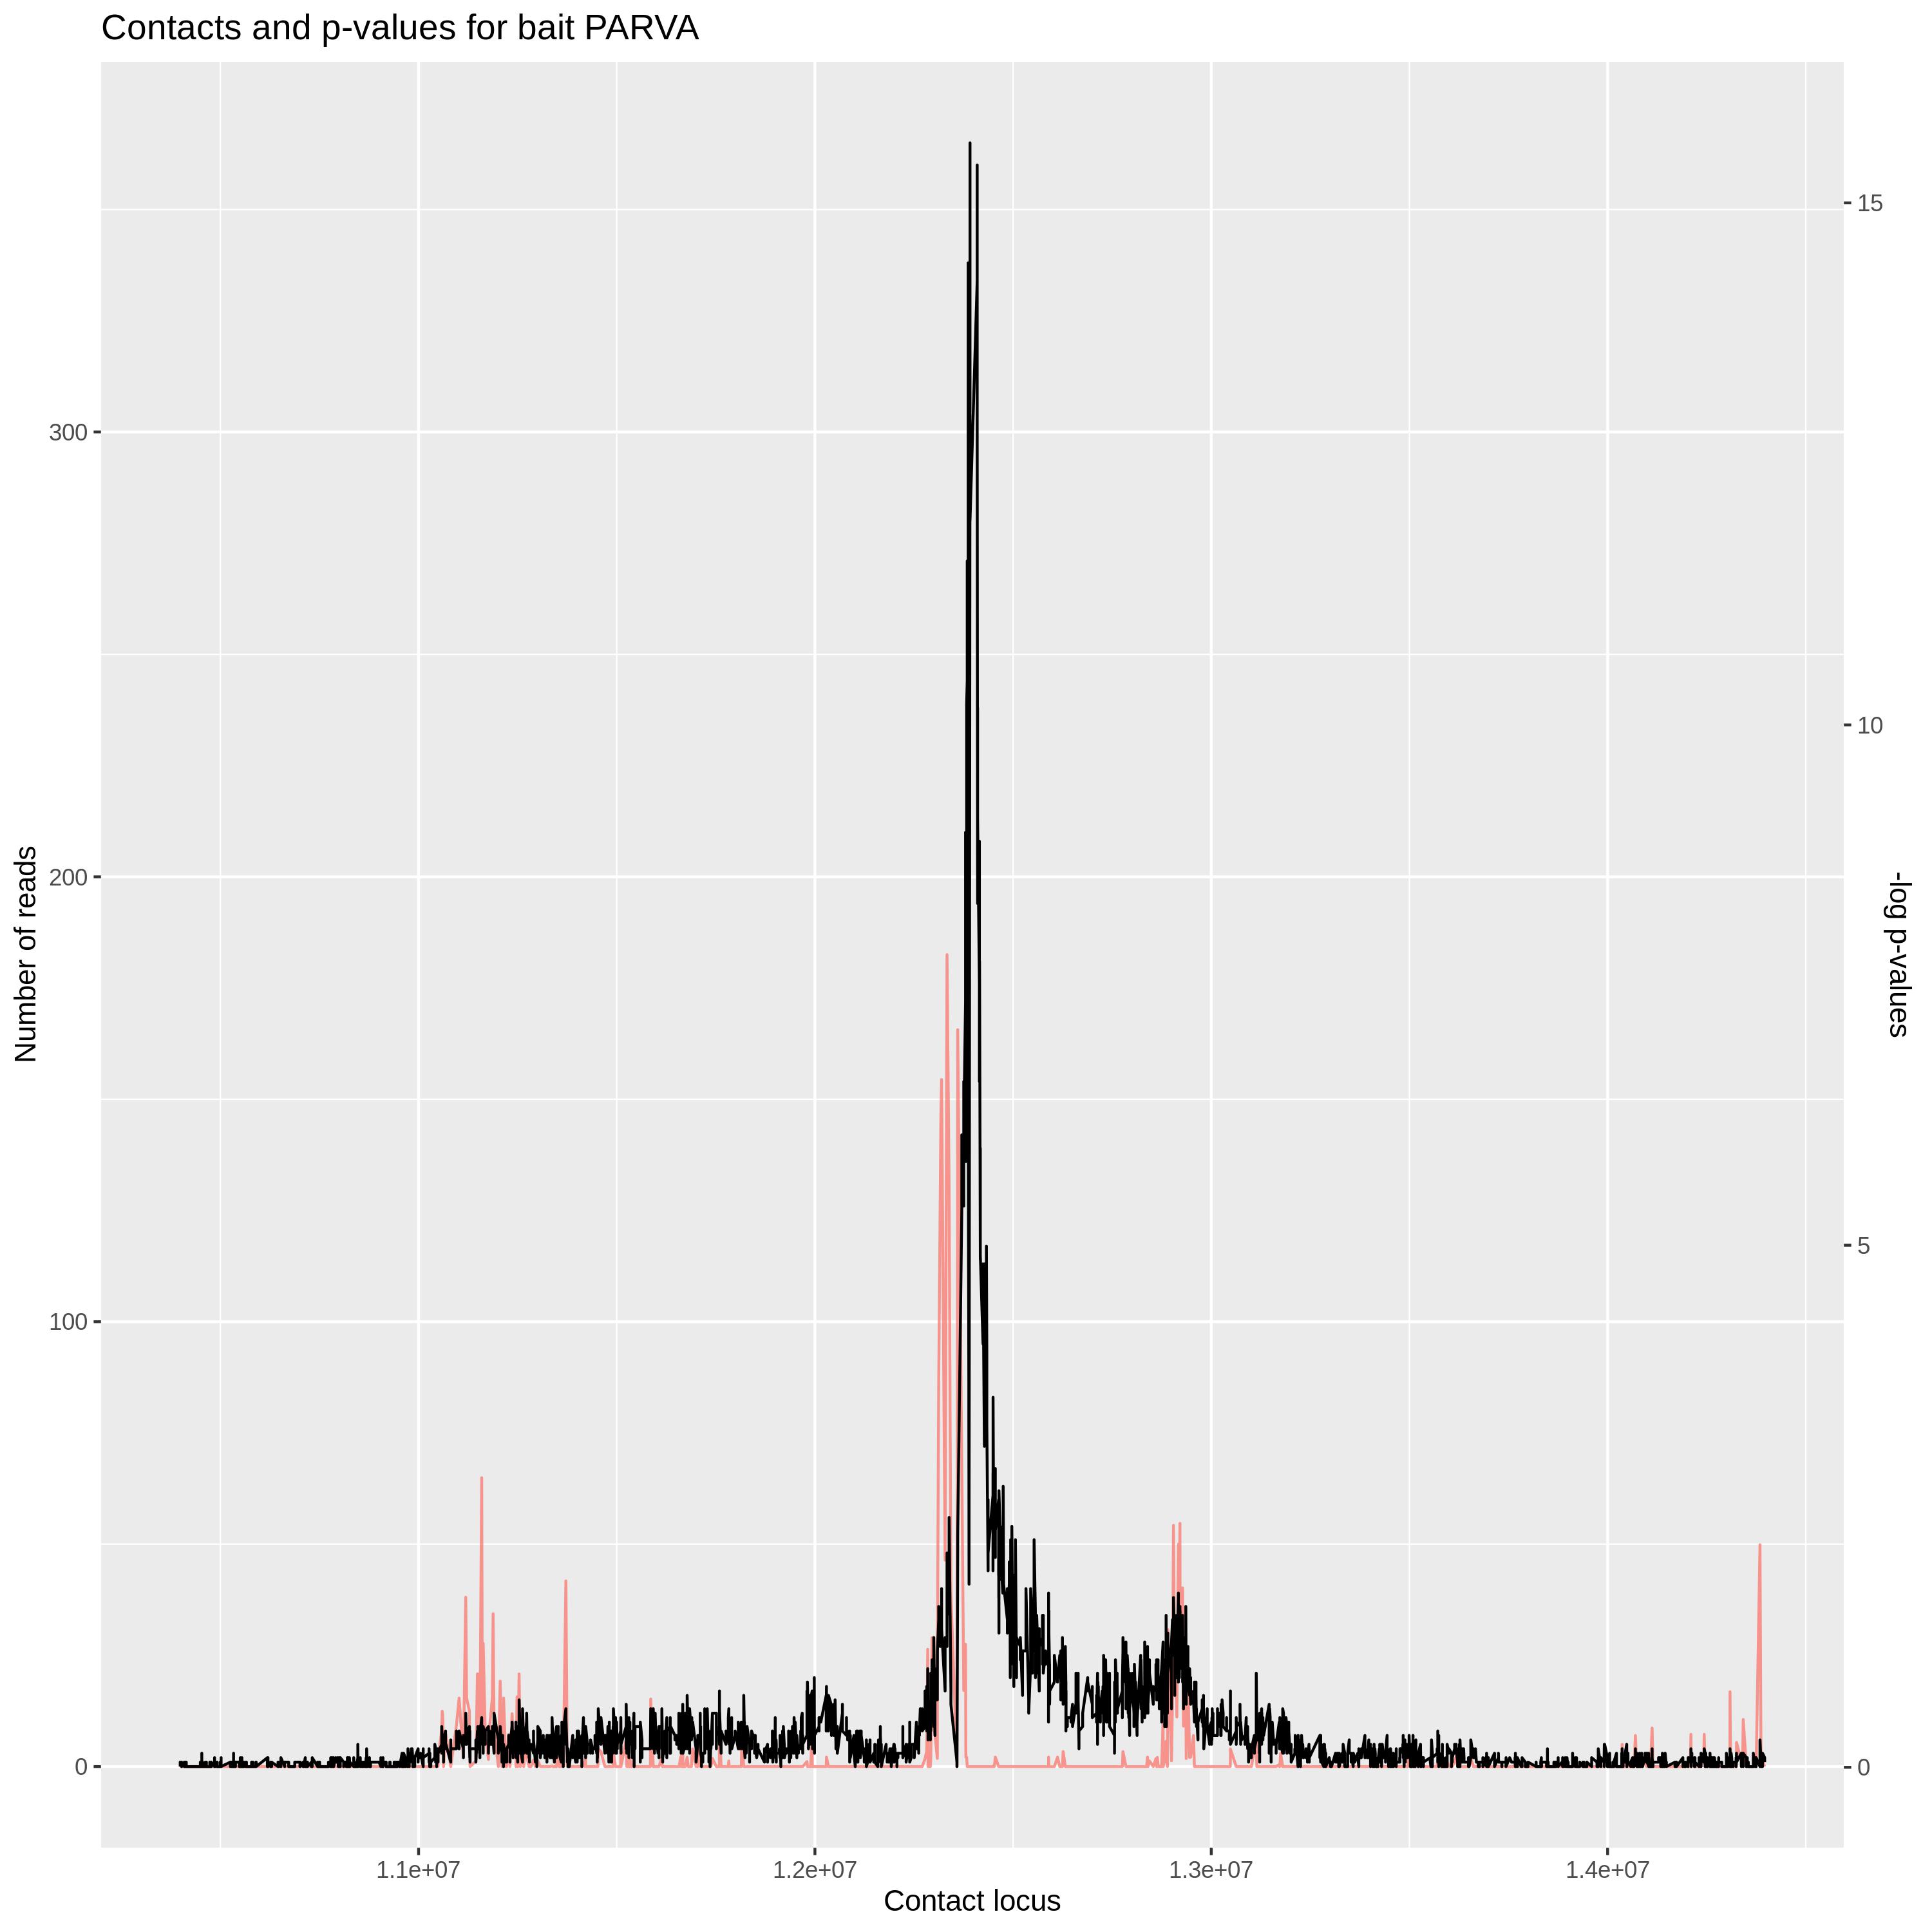 Contacts and p-values for bait PARVA
Number of reads
300
200
100
0
15
10
5
0
-log p-values
1.1e+07
1.2e+07
1.3e+07
1.4e+07
Contact locus